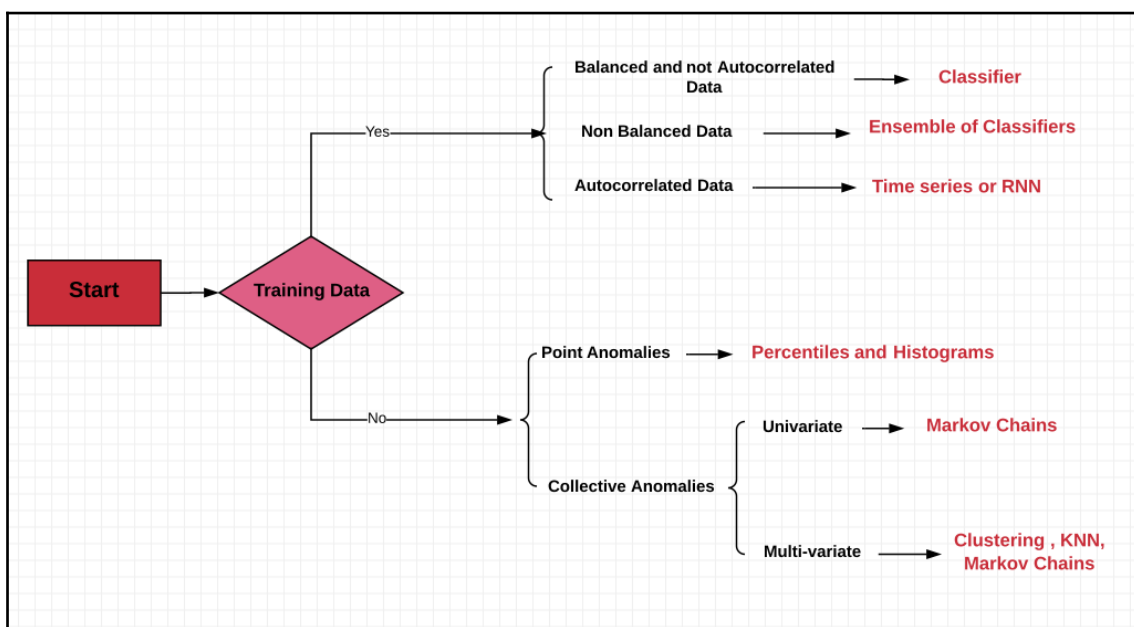 Balanced and not Autocorrelated
Data
Classifier
Yes
Non Balanced Data
Ensemble of Classifiers
Autocorrelated Data
Time series or RNN
Start
Training Data
Point Anomalies
Percentiles and Histograms
No
Univariate
Markov Chains
Collective Anomalies
Multi-variate
Clustering , KNN,
Markov Chains